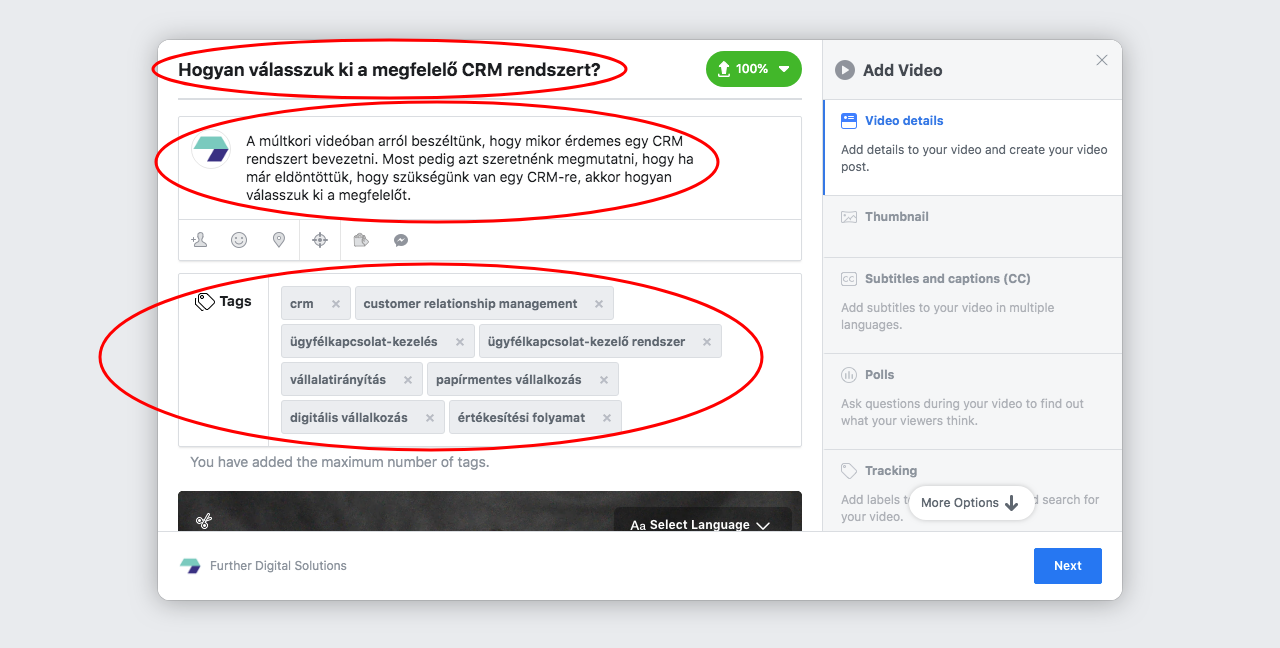 Hogyan válasszuk ki a megfelelő CRM rendszert?
100%
A múltkori videóban arról beszéltünk, hogy mikor érdemes egy CRM
rendszert bevezetni. Most pedig azt szeretnénk megmutatni, hogy ha
már eldöntöttük, hogy szükségünk van egy CRM-re, akkor hogyan
válasszuk ki a megfelelőt.
Tags
crm
customer relationship management
ügyfélkapcsolat-kezelés
ügyfélkapcsolat-kezelő rendszer
vállalatirányítás
papírmentes vállalkozás
digitális vállalkozás
értékesítési folyamat
You have added the maximum number of tags.
Aa Select Language
Further Digital Solutions
Add Video
Video details
Add details to your video and create your video
post.
Thumbnail
CC Subtitles and captions (CC)
Add subtitles to your video in multiple
languages.
Polls
Ask questions during your video to find out
what your viewers think.
Tracking
Add labels search for
your video.
More Options
Next